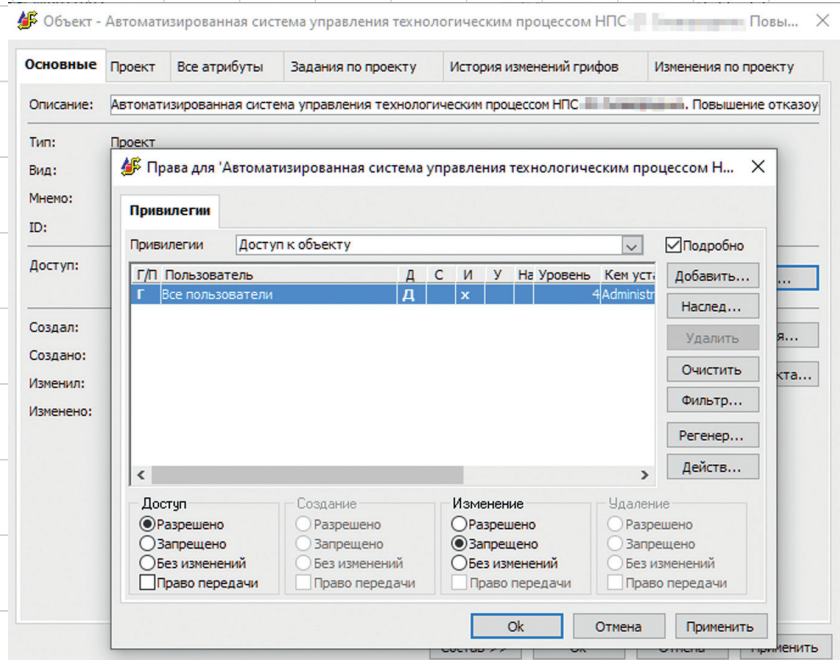 Объект - Автоматизированная система управления технологическим процессом НПС Повы...
Основные Проект Все атрибуты Задания по проекту История изменений грифов Изменения по проекту
Описание: Автоматизированная система управления технологическим процессом НПС . Повышение отказоу
Тип: Проект
Вид:
Мнемо:
ID:
Доступ:
Создал:
Создано:
Изменил:
Изменено:
Права для 'Автоматизированная система управления технологическим процессом Н...
Привилегии
Привилегии Доступ к объекту Подробно
Г/П Пользователь Д С И У На Уровень Кем уста
Г Все пользователи Д х 4 Administr
Добавить...
Наслед...
Удалить
Очистить
Фильтр...
Регенер...
Действ...
Доступ
Разрешено
Запрещено
Без изменений
Право передачи
Создание
Разрешено
Запрещено
Без изменений
Право передачи
Изменение
Разрешено
Запрещено
Без изменений
Право передачи
Удаление
Разрешено
Запрещено
Без изменений
Право передачи
Ok Отмена Применить
...
я...
кта...